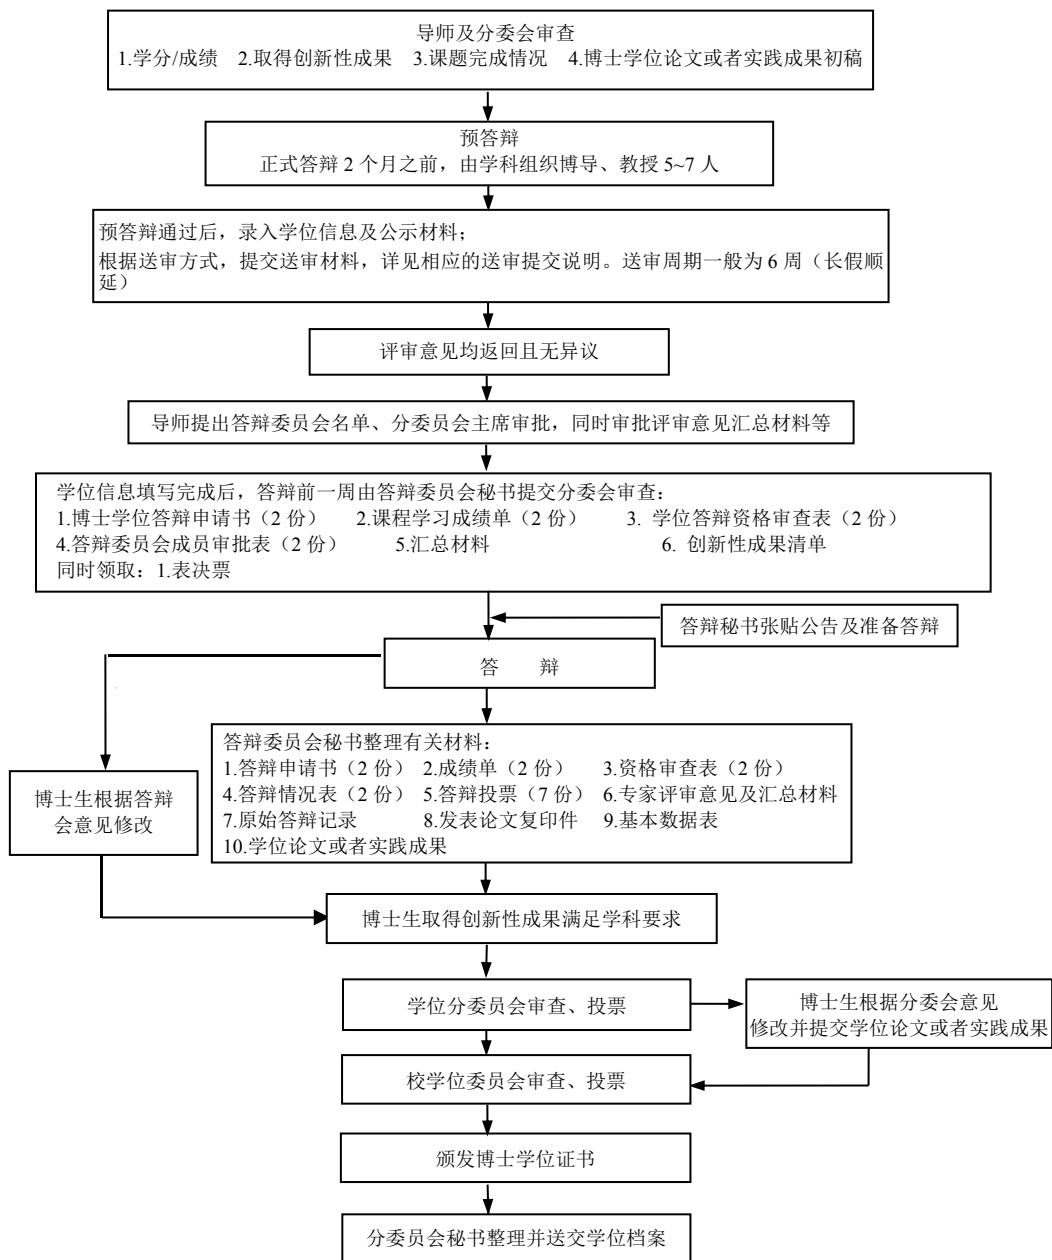 导师及分委会审查
1.学分/成绩 2.取得创新性成果 3.课题完成情况 4.博士学位论文或者实践成果初稿
预答辩
正式答辩 2 个月之前，由学科组织博导、教授 5~7 人
预答辩通过后，录入学位信息及公示材料；
根据送审方式，提交送审材料，详见相应的送审提交说明。送审周期一般为 6 周（长假顺
延）
评审意见均返回且无异议
导师提出答辩委员会名单、分委员会主席审批，同时审批评审意见汇总材料等
学位信息填写完成后，答辩前一周由答辩委员会秘书提交分委会审查：
1.博士学位答辩申请书（2 份） 2.课程学习成绩单（2 份） 3. 学位答辩资格审查表（2 份）
4.答辩委员会成员审批表（2 份） 5.汇总材料 6. 创新性成果清单
同时领取：1.表决票
答辩秘书张贴公告及准备答辩
答 辩
答辩委员会秘书整理有关材料：
1.答辩申请书（2 份） 2.成绩单（2 份） 3.资格审查表（2 份）
4.答辩情况表（2 份） 5.答辩投票（7 份） 6.专家评审意见及汇总材料
7.原始答辩记录 8.发表论文复印件 9.基本数据表
10.学位论文或者实践成果
博士生根据答辩
会意见修改
博士生取得创新性成果满足学科要求
学位分委员会审查、投票
博士生根据分委会意见
修改并提交学位论文或者实践成果
校学位委员会审查、投票
颁发博士学位证书
分委员会秘书整理并送交学位档案